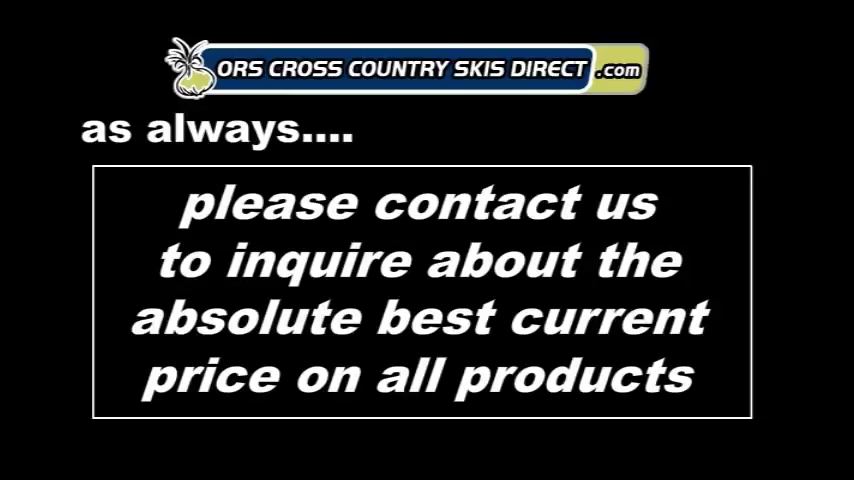 ORS CROSS COUNTRY SKIS DIRECT.com
as always....
please contact us
to inquire about the
absolute best current
price on all products